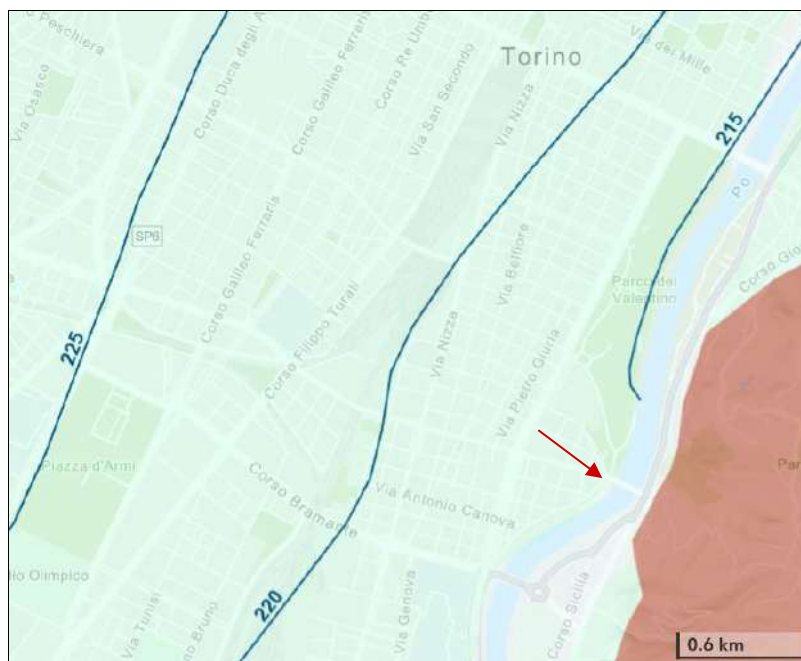 Peschiera
Via Osasco
Corso Duca degli A
Corso Galileo Ferraris
Corso Re Umb
Via San Secondo
Torino
Via Nizza
Via dei Mille
215
Po
SP6
Corso Galileo Ferraris
Via Belfiore
Parco del
Valentino
Corso Gio
225
Corso Filippo Turati
Via Nizza
Via Pietro Giuria
Piazza d'Armi
Corso Bramante
Via Antonio Canova
Par
io Olimpico
220
Via Tunisi
no Bruno
Via Genova
Corso Sicilia
0.6 km